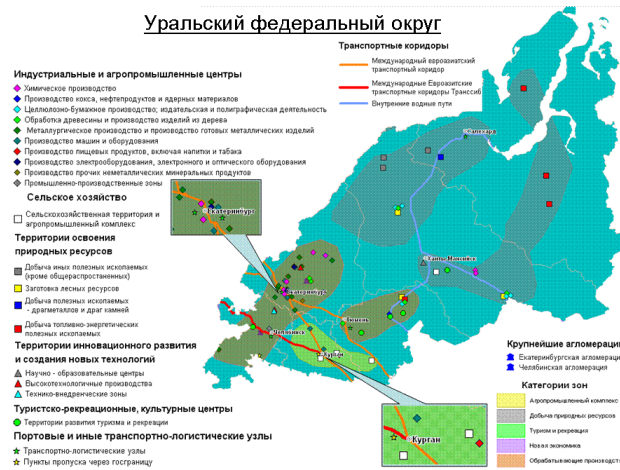 Уральский федеральный округ
Транспортные коридоры
Международный евроазиатский
транспортный коридор
Международные Евроазитские
транспортные коридоры Транссиб
Внутренние водные пути
Индустриальные и агропромышленные центры
Химическое производство
Производство кокса, нефтепродуктов и ядерных материалов
Целлюлозно-бумажное производство, издательская и полиграфическая деятельность
Обработка древесины и производство изделий из дерева
Металлургическое производство и производство готовых металлических изделий
Производство машин и оборудования
Производство пищевых продуктов, включая напитки и табака
Производство электрооборудования, электронного и оптического оборудования
Производство прочих неметаллических минеральных продуктов
Промышленно-производственные зоны
Сельское хозяйство
Сельскохозяйственная территория и
агропромышленный комплекс
Территории освоения
природных ресурсов
Добыча иных полезных ископаемых
(кроме общераспространенных)
Заготовка лесных ресурсов
Добыча полезных ископаемых
- драгметаллов и драг камней
Добыча топливно-энергетических
полезных ископаемых
Территории инновационного развития
и создания новых технологий
Научно - образовательные центры
Высокотехнологичные производства
Технико-внедренческие зоны
Туристско-рекреационные, культурные центры
Территории развития туризма и рекреации
Портовые и иные транспортно-логистические узлы
Транспортно-логистические узлы
Пункты пропуска через госграницу
Екатеринбург
Салехард
Ханты-Мансийск
Екатеринбург
Тюмень
Челябинск
Курган
Курган
Крупнейшие агломерации
Екатеринбургская агломерация
Челябинская агломерация
Категории зон
Агропромышленный комплекс
Добыча природных ресурсов
Туризм и рекреация
Новая экономика
Обрабатывающие производства